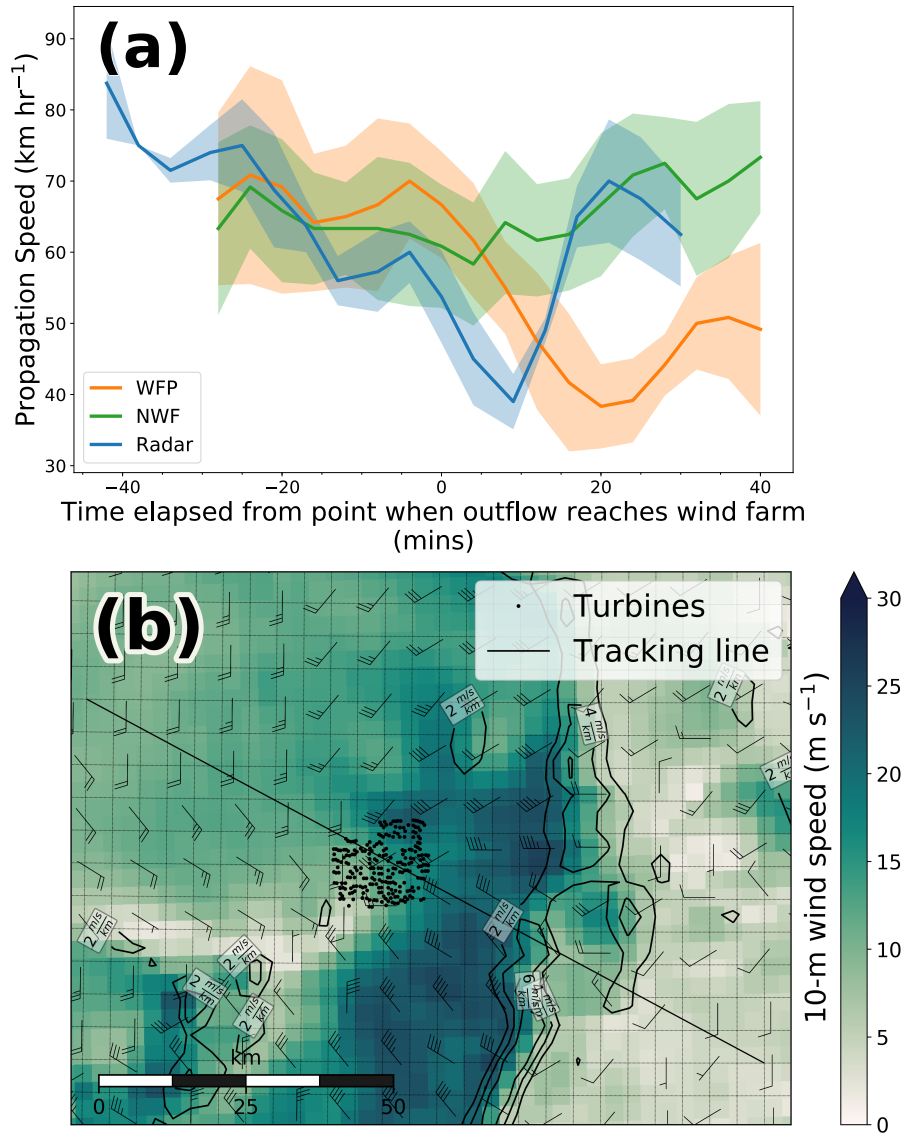 (a)
Propagation Speed (km hr⁻¹)
90
80
70
60
50
40
30
WFP
NWF
Radar
−40
−20
0
20
40
Time elapsed from point when outflow reaches wind farm
(mins)
(b)
Turbines
Tracking line
2 m/s/km
2 m/s/km
4 m/s/km
2 m/s/km
2 m/s/km
2 m/s/km
2 m/s/km
2 m/s/km
2 m/s/km
km
0
25
50
30
25
20
15
10
5
0
10-m wind speed (m s⁻¹)